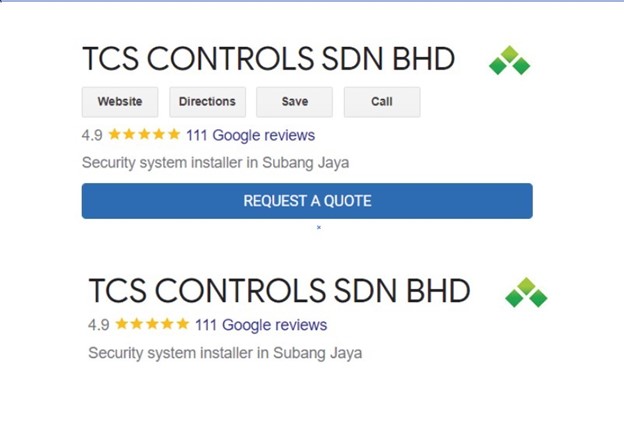 TCS CONTROLS SDN BHD
Website Directions Save Call
4.9 111 Google reviews
Security system installer in Subang Jaya
REQUEST A QUOTE
TCS CONTROLS SDN BHD
4.9 111 Google reviews
Security system installer in Subang Jaya